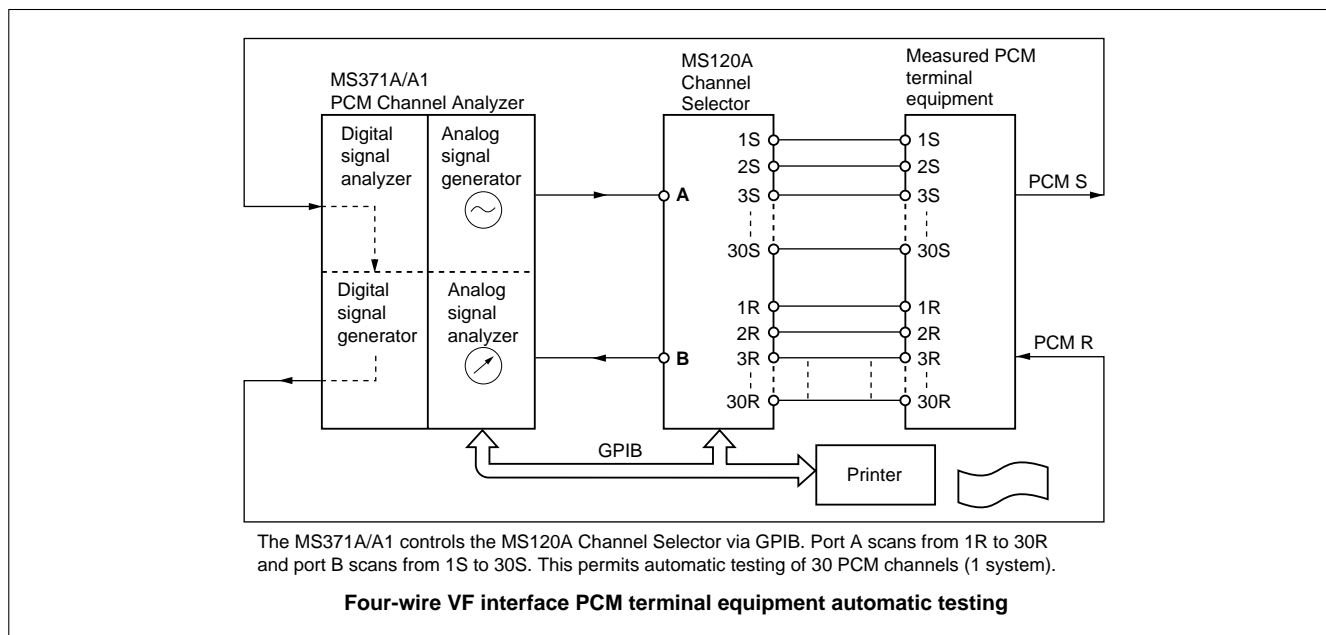 MS371A/A1
PCM Channel Analyzer
MS120A
Channel
Selector
Measured PCM
terminal
equipment
Digital
signal
analyzer
Analog
signal
generator
Digital
signal
generator
Analog
signal
analyzer
A
B
1S
2S
3S
30S
1R
2R
3R
30R
1S
2S
3S
30S
1R
2R
3R
30R
PCM S
PCM R
GPIB
Printer
The MS371A/A1 controls the MS120A Channel Selector via GPIB. Port A scans from 1R to 30R
and port B scans from 1S to 30S. This permits automatic testing of 30 PCM channels (1 system).
Four-wire VF interface PCM terminal equipment automatic testing